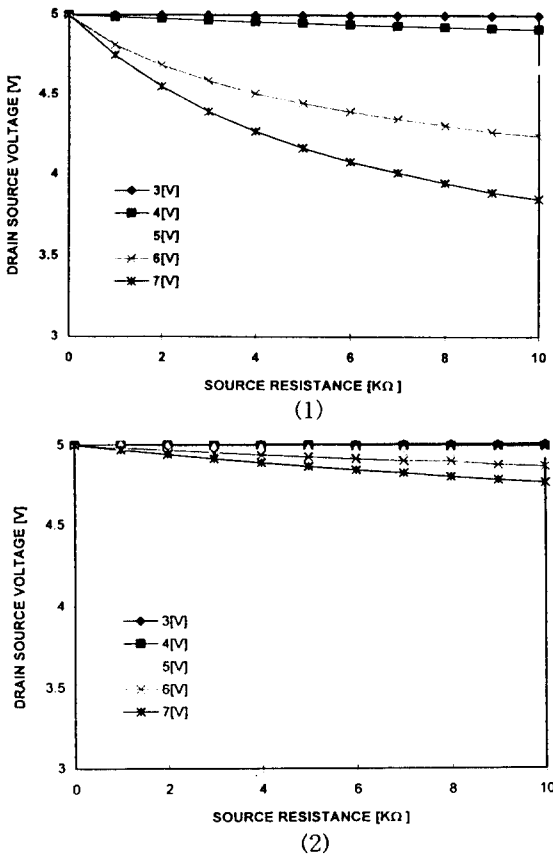 DRAIN SOURCE VOLTAGE [V]
5
4.5
4
3.5
3
3[V]
4[V]
5[V]
6[V]
7[V]
0 2 4 6 8 10
SOURCE RESISTANCE [KΩ]
(1)
DRAIN SOURCE VOLTAGE [V]
5
4.5
4
3.5
3
3[V]
4[V]
5[V]
6[V]
7[V]
0 2 4 6 8 10
SOURCE RESISTANCE [KΩ]
(2)